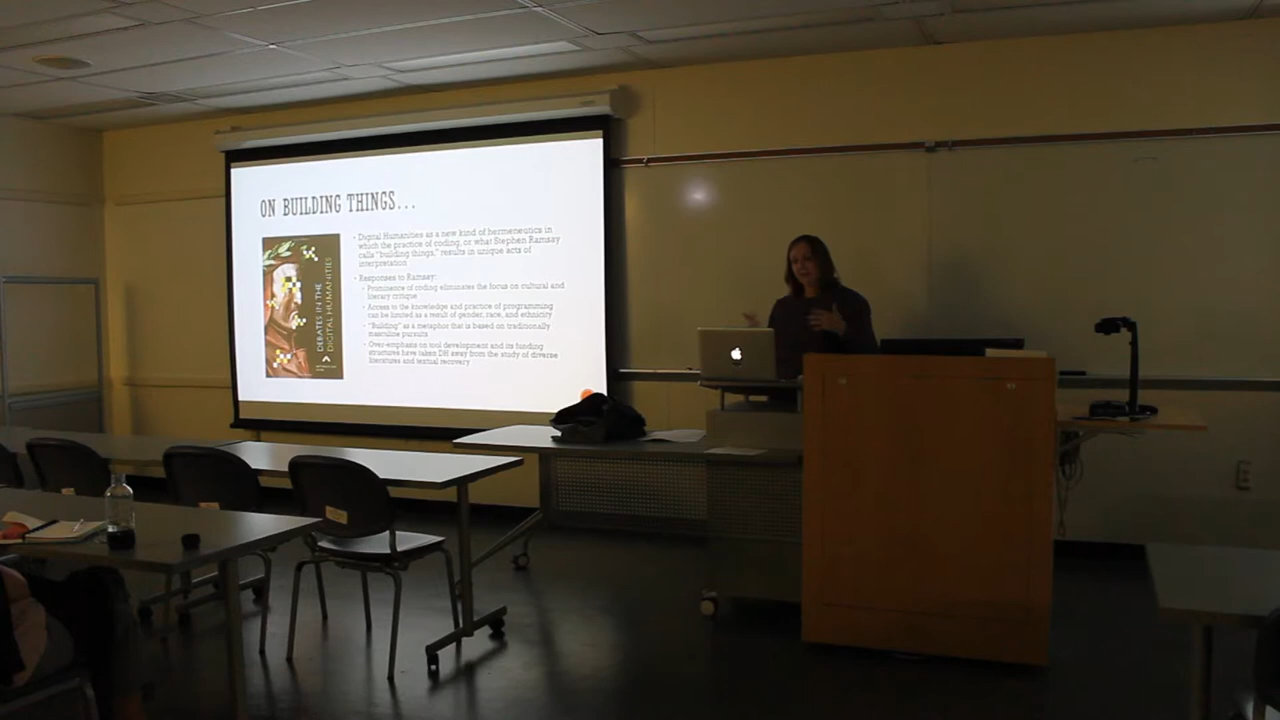 ON BUILDING THINGS...
Digital Humanities as a new kind of hermeneutics in
which the practice of coding, or what Stephen Ramsay
calls "building things," results in unique acts of
interpretation
Responses to Ramsay:
Prominence of coding eliminates the focus on cultural and
literary critique
Access to the knowledge and practice of programming
can be limited as a result of gender, race, and ethnicity
"Building" as a metaphor that is based on traditionally
masculine pursuits
Over-emphasis on tool development and its funding
structures have taken DH away from the study of diverse
literatures and textual recovery
DEBATES IN THE
DIGITAL HUMANITIES